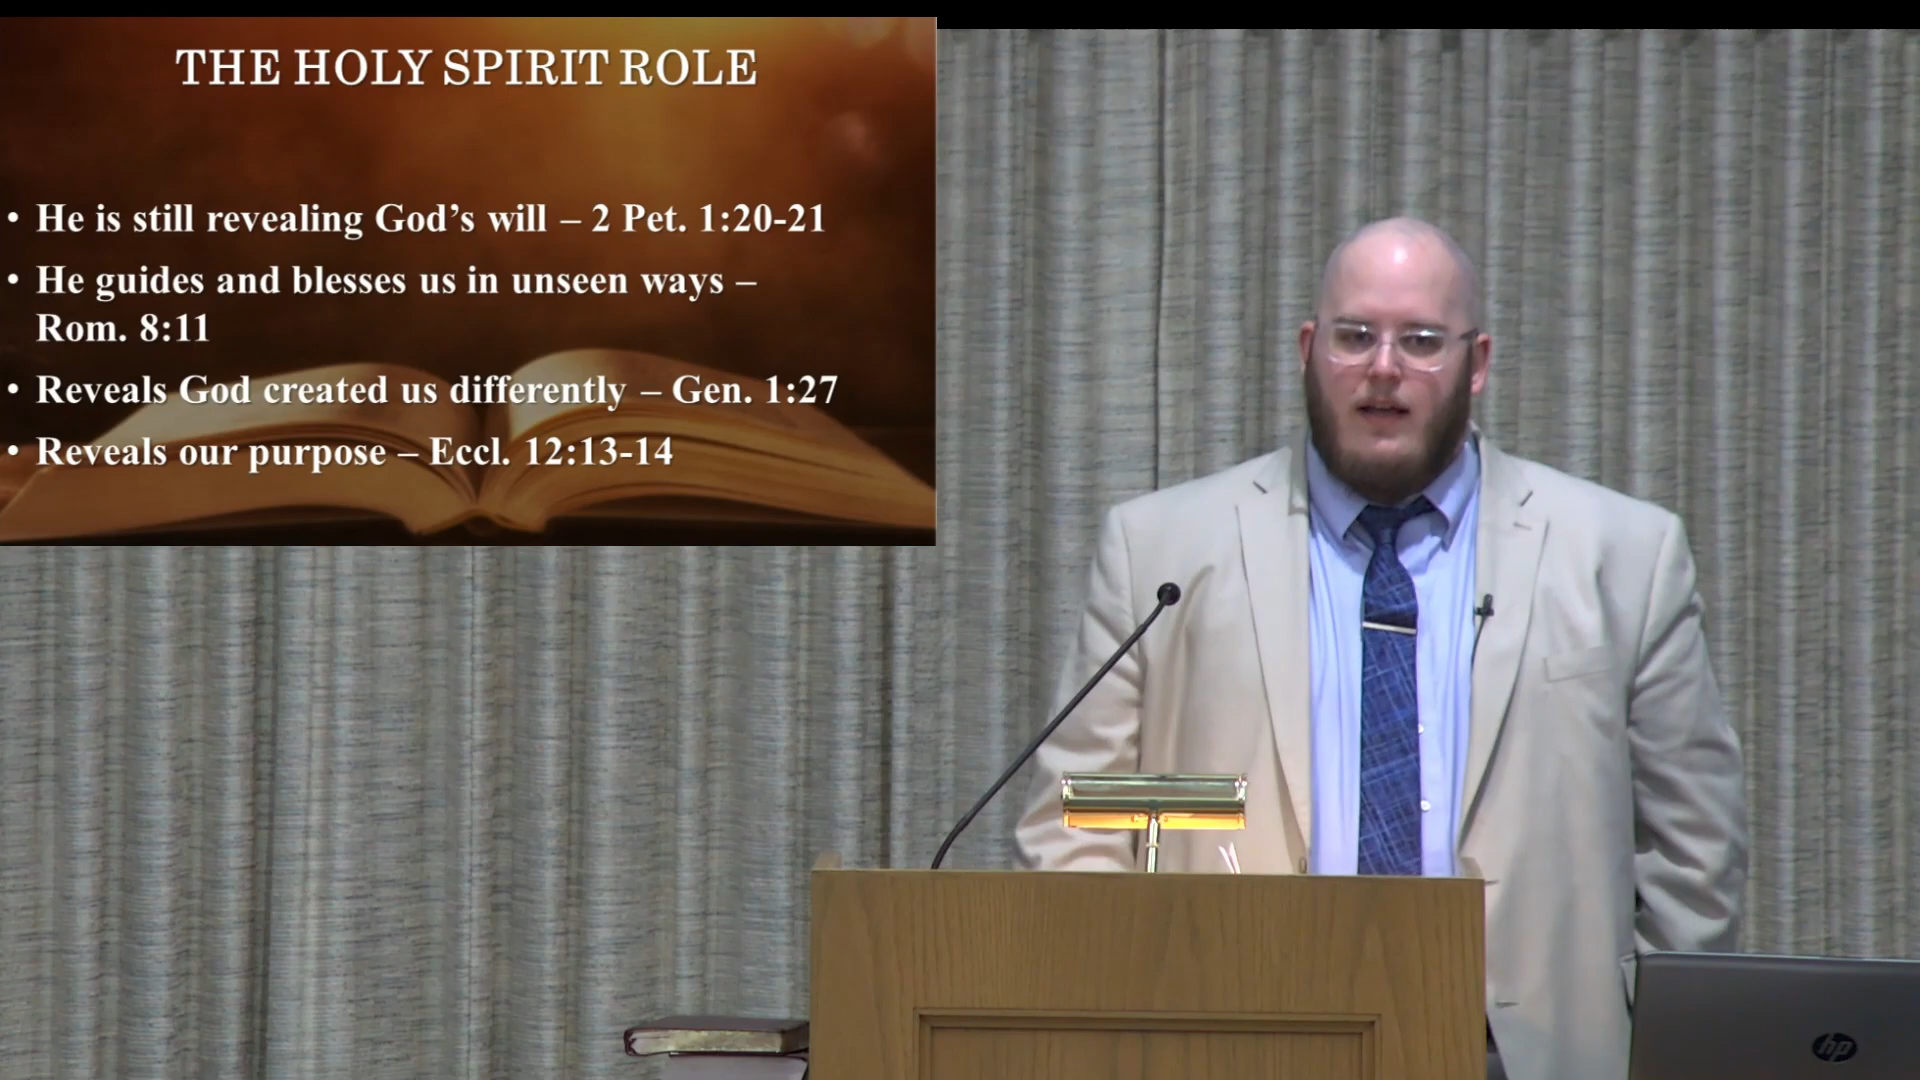 THE HOLY SPIRIT ROLE
• He is still revealing God’s will – 2 Pet. 1:20-21
• He guides and blesses us in unseen ways –
Rom. 8:11
• Reveals God created us differently – Gen. 1:27
• Reveals our purpose – Eccl. 12:13-14
hp